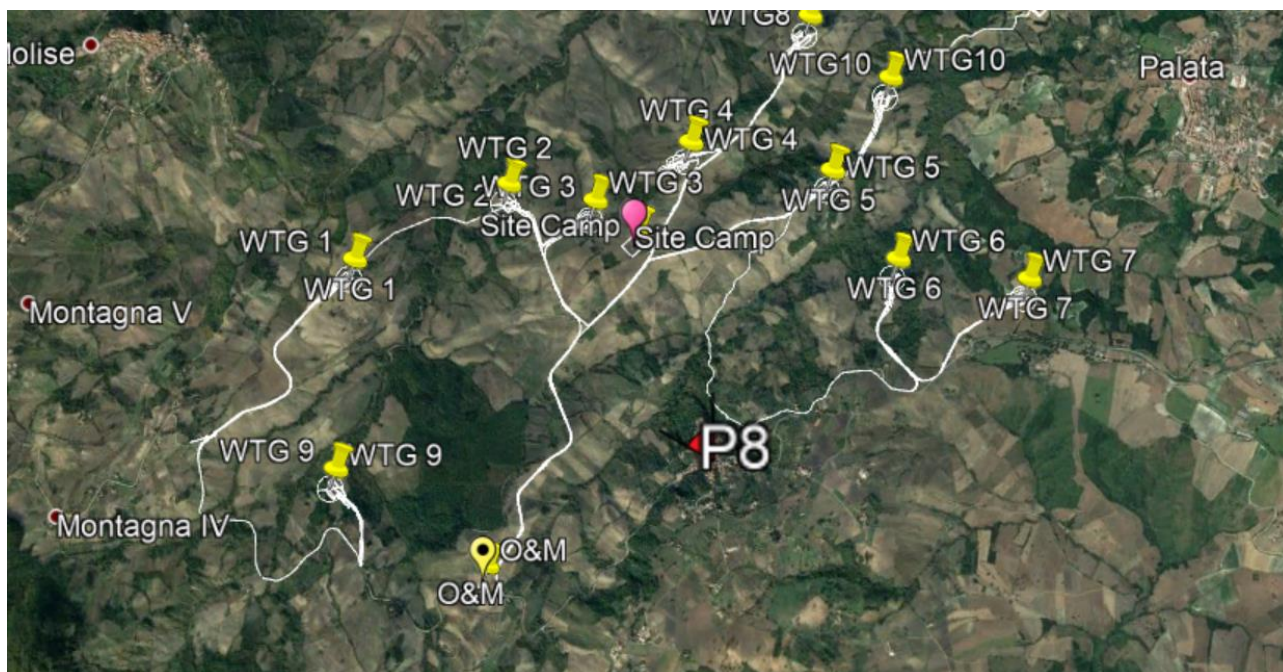 WTG8
Molise
WTG10
WTG10
Palata
WTG 4
WTG 4
WTG 2
WTG 3
WTG 3
WTG 5
WTG 2
WTG 5
Site Camp
Site Camp
WTG 1
WTG 6
WTG 7
WTG 1
WTG 6
WTG 7
Montagna V
P8
WTG 9
WTG 9
Montagna IV
O&M
O&M